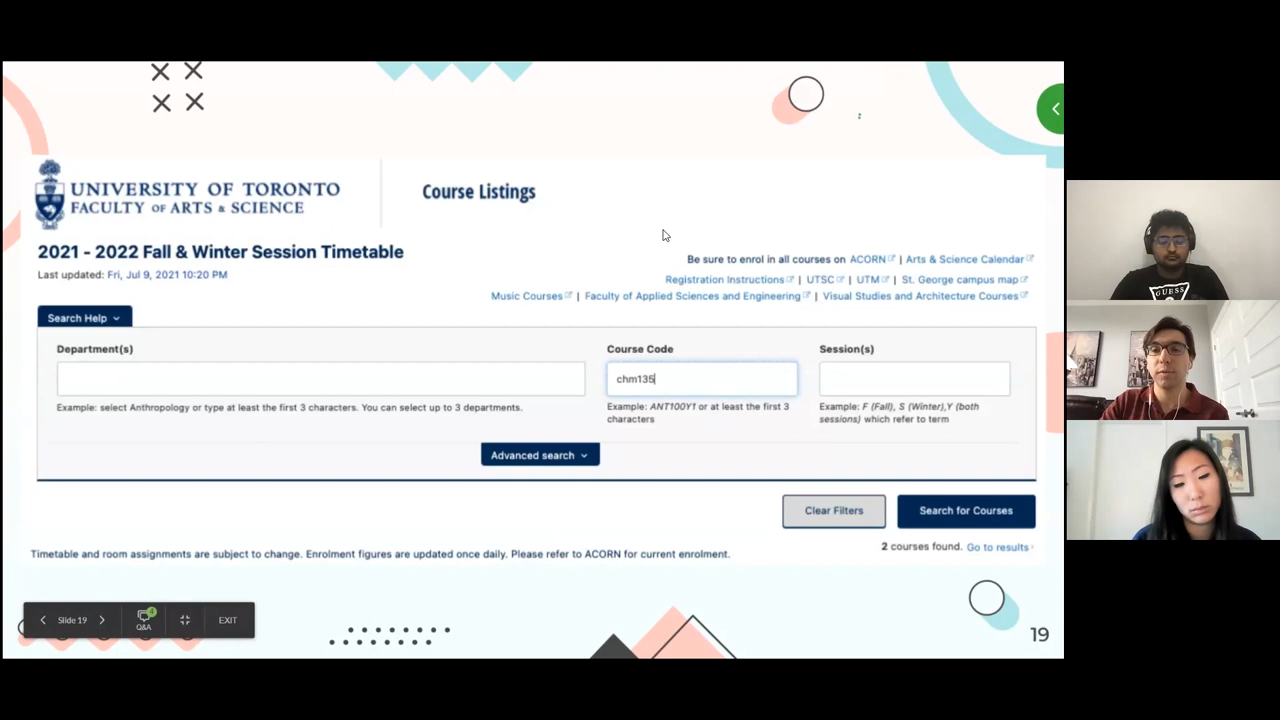 UNIVERSITY OF TORONTO
FACULTY OF ARTS & SCIENCE
Course Listings
2021 - 2022 Fall & Winter Session Timetable
Last updated: Fri, Jul 9, 2021 10:20 PM
Be sure to enrol in all courses on ACORN | Arts & Science Calendar
Registration Instructions | UTSC | UTM | St. George campus map
Music Courses | Faculty of Applied Sciences and Engineering | Visual Studies and Architecture Courses
Search Help
Department(s)
Course Code
Session(s)
chm135
Example: select Anthropology or type at least the first 3 characters. You can select up to 3 departments.
Example: ANT100Y1 or at least the first 3
characters
Example: F (Fall), S (Winter),Y (both
sessions) which refer to term
Advanced search
Clear Filters
Search for Courses
2 courses found. Go to results
Timetable and room assignments are subject to change. Enrolment figures are updated once daily. Please refer to ACORN for current enrolment.
Slide 19
4
Q&A
EXIT
19
GUESS